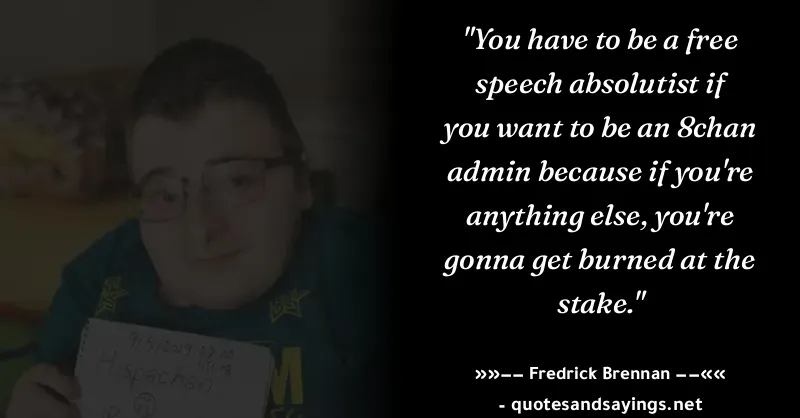 "You have to be a free
speech absolutist if
you want to be an 8chan
admin because if you're
anything else, you're
gonna get burned at the
stake."
»»—— Fredrick Brennan ——««
- quotesandsayings.net
Hispachan